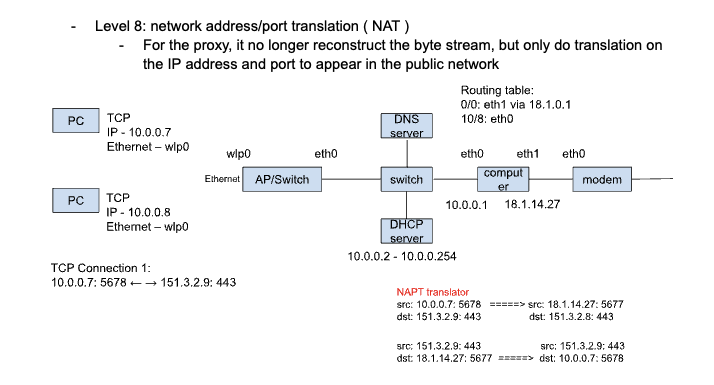 - Level 8: network address/port translation ( NAT )
- For the proxy, it no longer reconstruct the byte stream, but only do translation on
the IP address and port to appear in the public network
Routing table:
0/0: eth1 via 18.1.0.1
10/8: eth0
PC
TCP
IP - 10.0.0.7
Ethernet – wlp0
DNS
server
wlp0
eth0
eth0
eth1
eth0
Ethernet
AP/Switch
switch
comput
er
modem
PC
TCP
IP - 10.0.0.8
Ethernet – wlp0
10.0.0.1
18.1.14.27
DHCP
server
10.0.0.2 - 10.0.0.254
TCP Connection 1:
10.0.0.7: 5678 ←→ 151.3.2.9: 443
NAPT translator
src: 10.0.0.7: 5678 =====> src: 18.1.14.27: 5677
dst: 151.3.2.9: 443 dst: 151.3.2.8: 443
src: 151.3.2.9: 443 src: 151.3.2.9: 443
dst: 18.1.14.27: 5677 =====> dst: 10.0.0.7: 5678